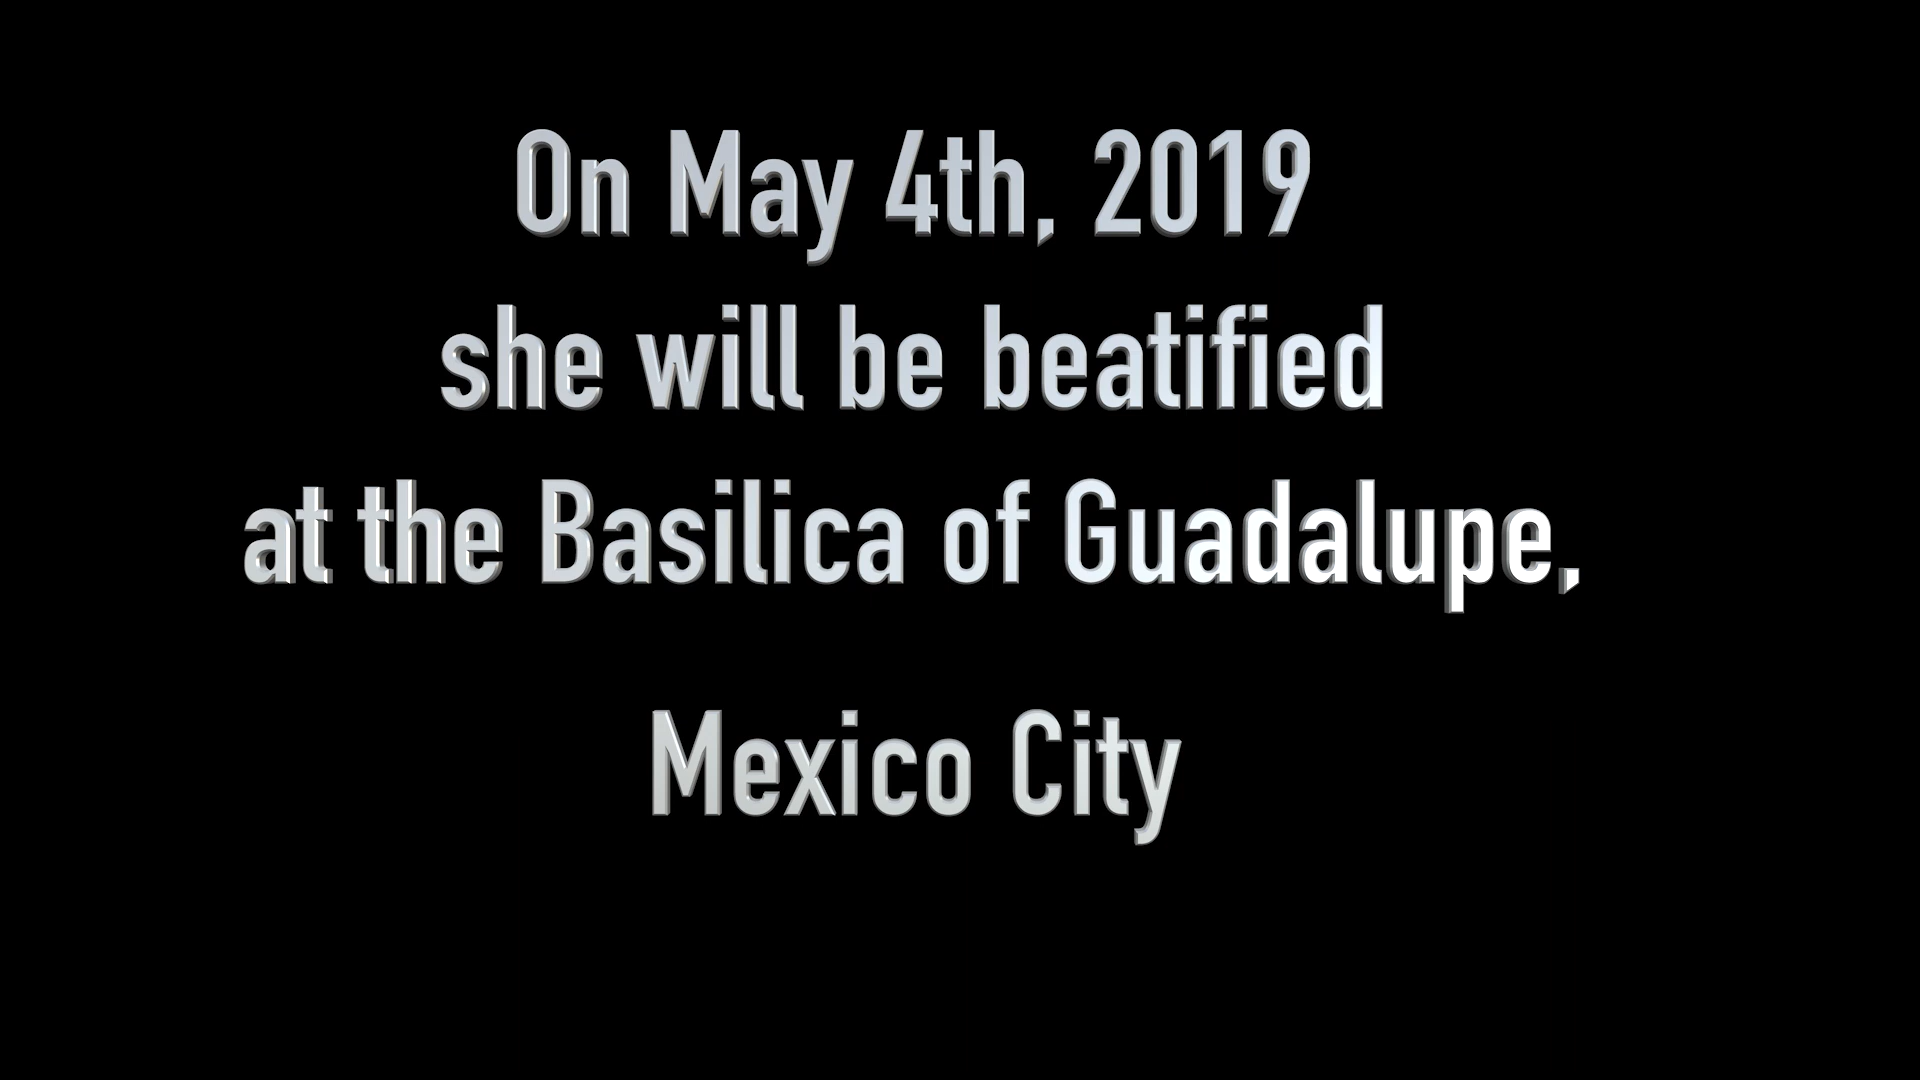 On May 4th, 2019
she will be beatified
at the Basilica of Guadalupe,
Mexico City